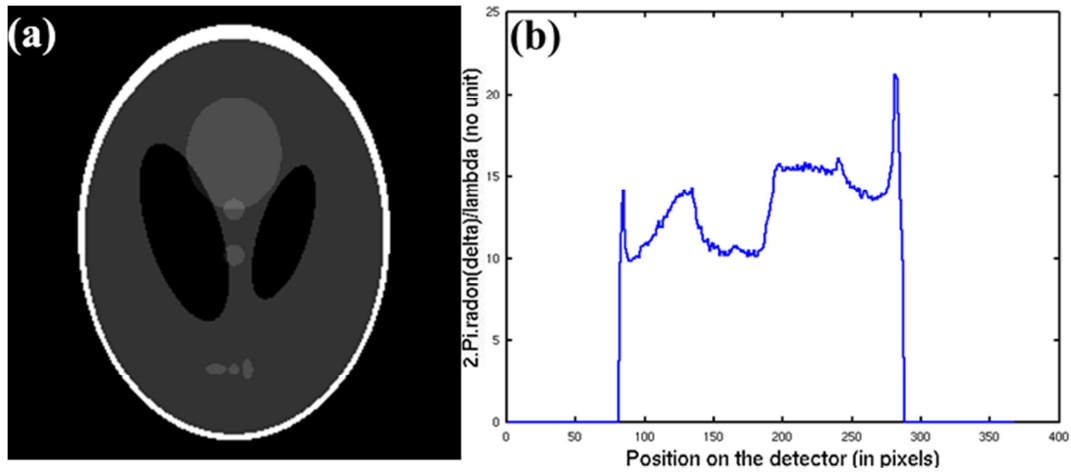 (a)
(b)
2.Pi.radon(delta)/lambda (no unit)
25
20
15
10
5
0
0 50 100 150 200 250 300 350 400
Position on the detector (in pixels)